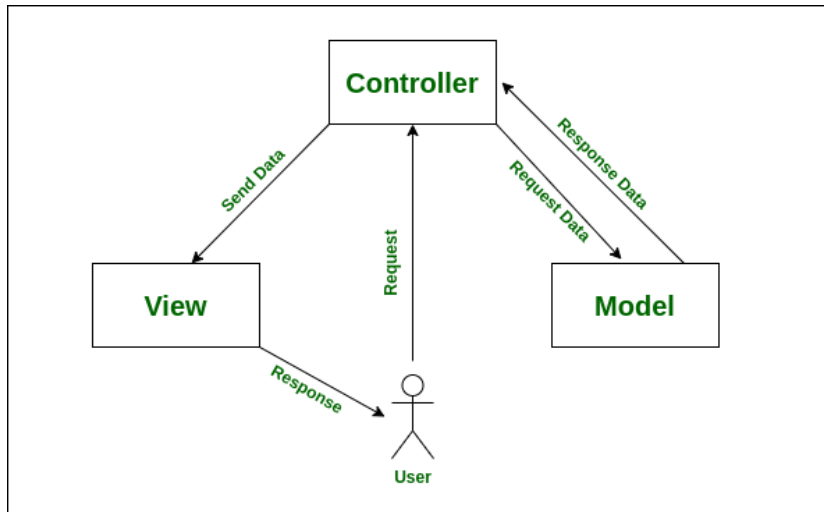 Controller
Send Data
Request
Request Data
Response Data
View
Model
Response
User